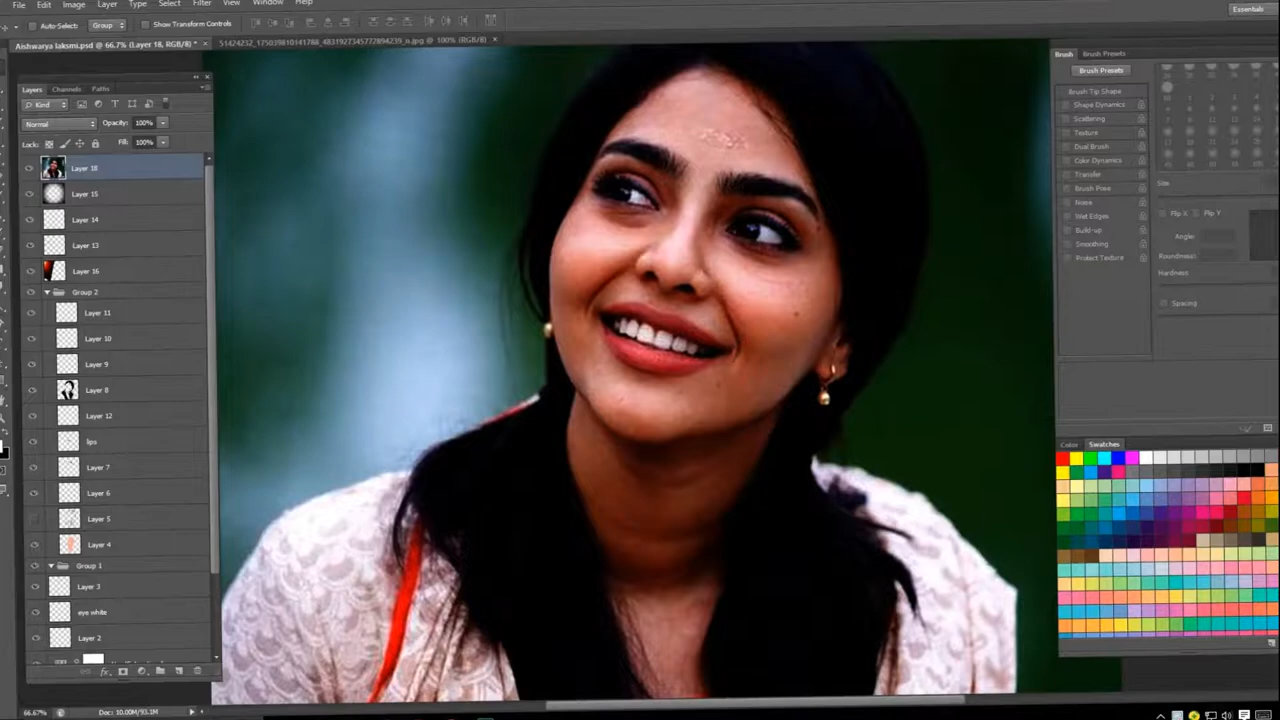 File Edit Image Layer Type Select Filter View Window Help
Auto-Select: Group Show Transform Controls
Essentials
Aishwarya laksmi.psd @ 66.7% (Layer 18, RGB/8) * ×
51424232_175039810141788_4831927345777894239_n.jpg @ 100% (RGB/8) ×
Layers Channels Paths
Kind
Normal Opacity: 100%
Lock: Fill: 100%
Layer 18
Layer 15
Layer 14
Layer 13
Layer 16
Group 2
Layer 11
Layer 10
Layer 9
Layer 8
Layer 12
lips
Layer 7
Layer 6
Layer 5
Layer 4
Group 1
Layer 3
eye white
Layer 2
66.67% Doc: 10.00M/93.1M
Brush Brush Presets
Brush Presets
Brush Tip Shape
Shape Dynamics
Scattering
Texture
Dual Brush
Color Dynamics
Transfer
Brush Pose
Noise
Wet Edges
Build-up
Smoothing
Protect Texture
Size
Flip X Flip Y
Angle:
Roundness:
Hardness
Spacing
Color Swatches